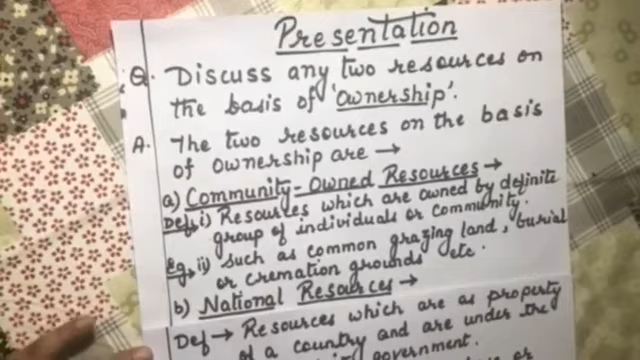 Presentation
Q. Discuss any two resources on
the basis of 'Ownership'.
A. The two resources on the basis
of ownership are →
a) Community-Owned Resources →
Def→ i) Resources which are owned by definite
group of individuals or community.
Eg→ ii) such as common grazing land, burial
or cremation grounds etc.
b) National Resources →
Def → Resources which are as property
of a country and are under the
government.